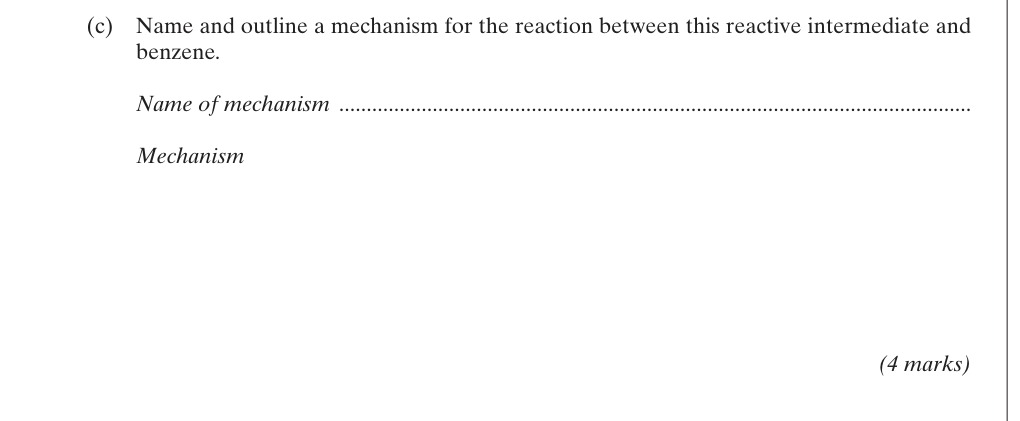 (c) Name and outline a mechanism for the reaction between this reactive intermediate and
benzene.
Name of mechanism ................................................................................................................
Mechanism
(4 marks)